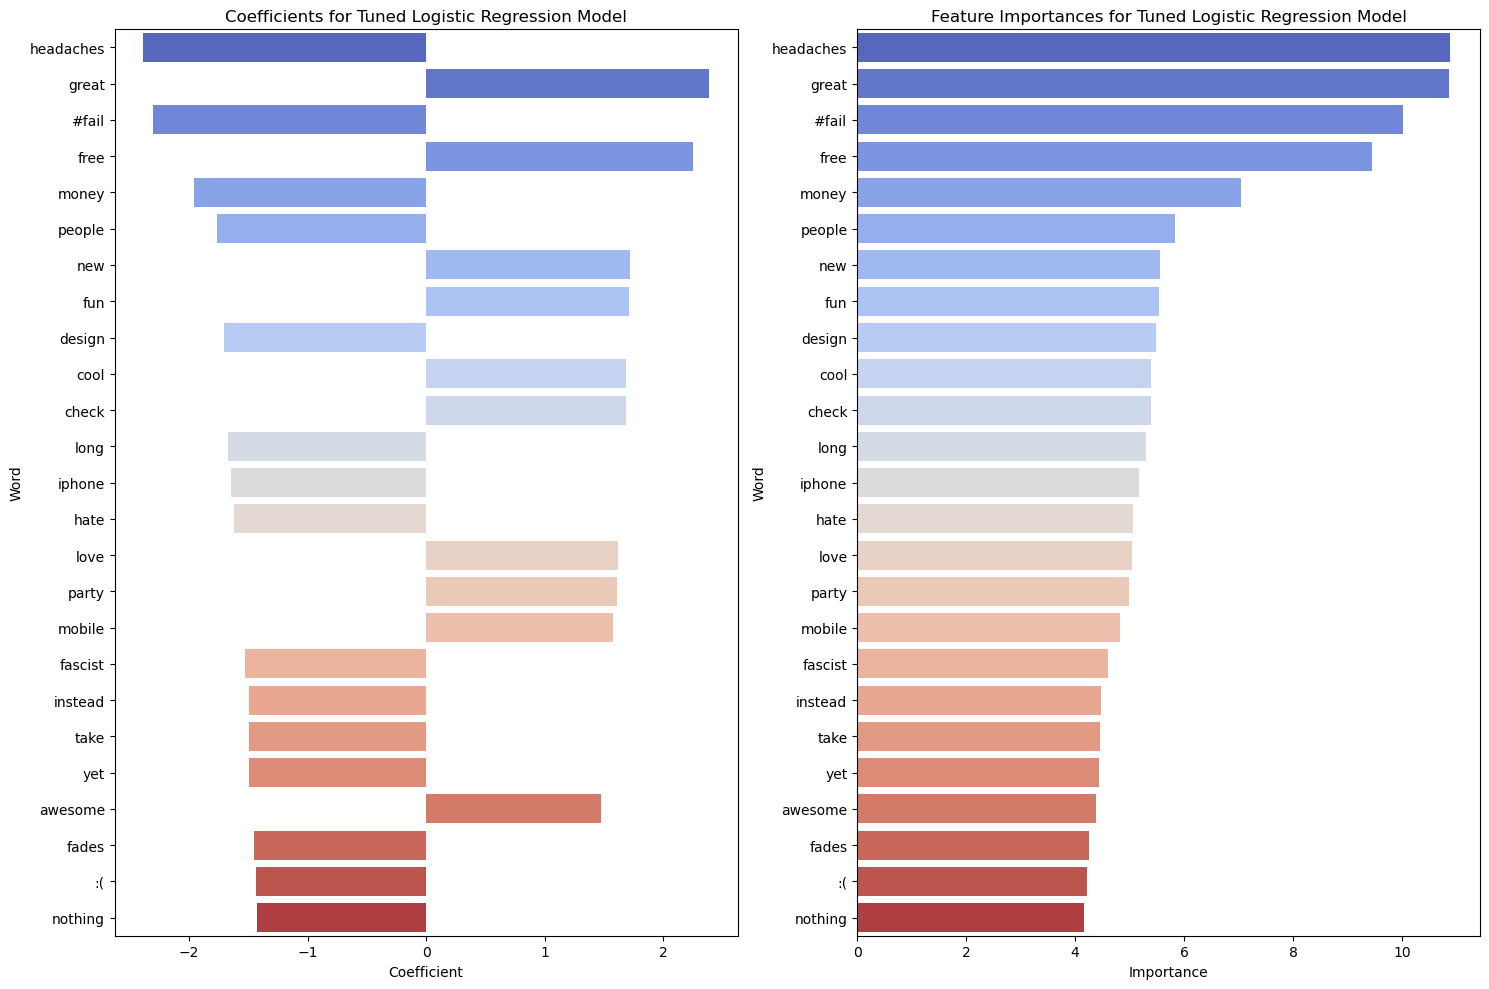 Coefficients for Tuned Logistic Regression Model
Word
headaches
great
#fail
free
money
people
new
fun
design
cool
check
long
iphone
hate
love
party
mobile
fascist
instead
take
yet
awesome
fades
:(
nothing
−2 −1 0 1 2
Coefficient
Feature Importances for Tuned Logistic Regression Model
Word
headaches
great
#fail
free
money
people
new
fun
design
cool
check
long
iphone
hate
love
party
mobile
fascist
instead
take
yet
awesome
fades
:(
nothing
0 2 4 6 8 10
Importance